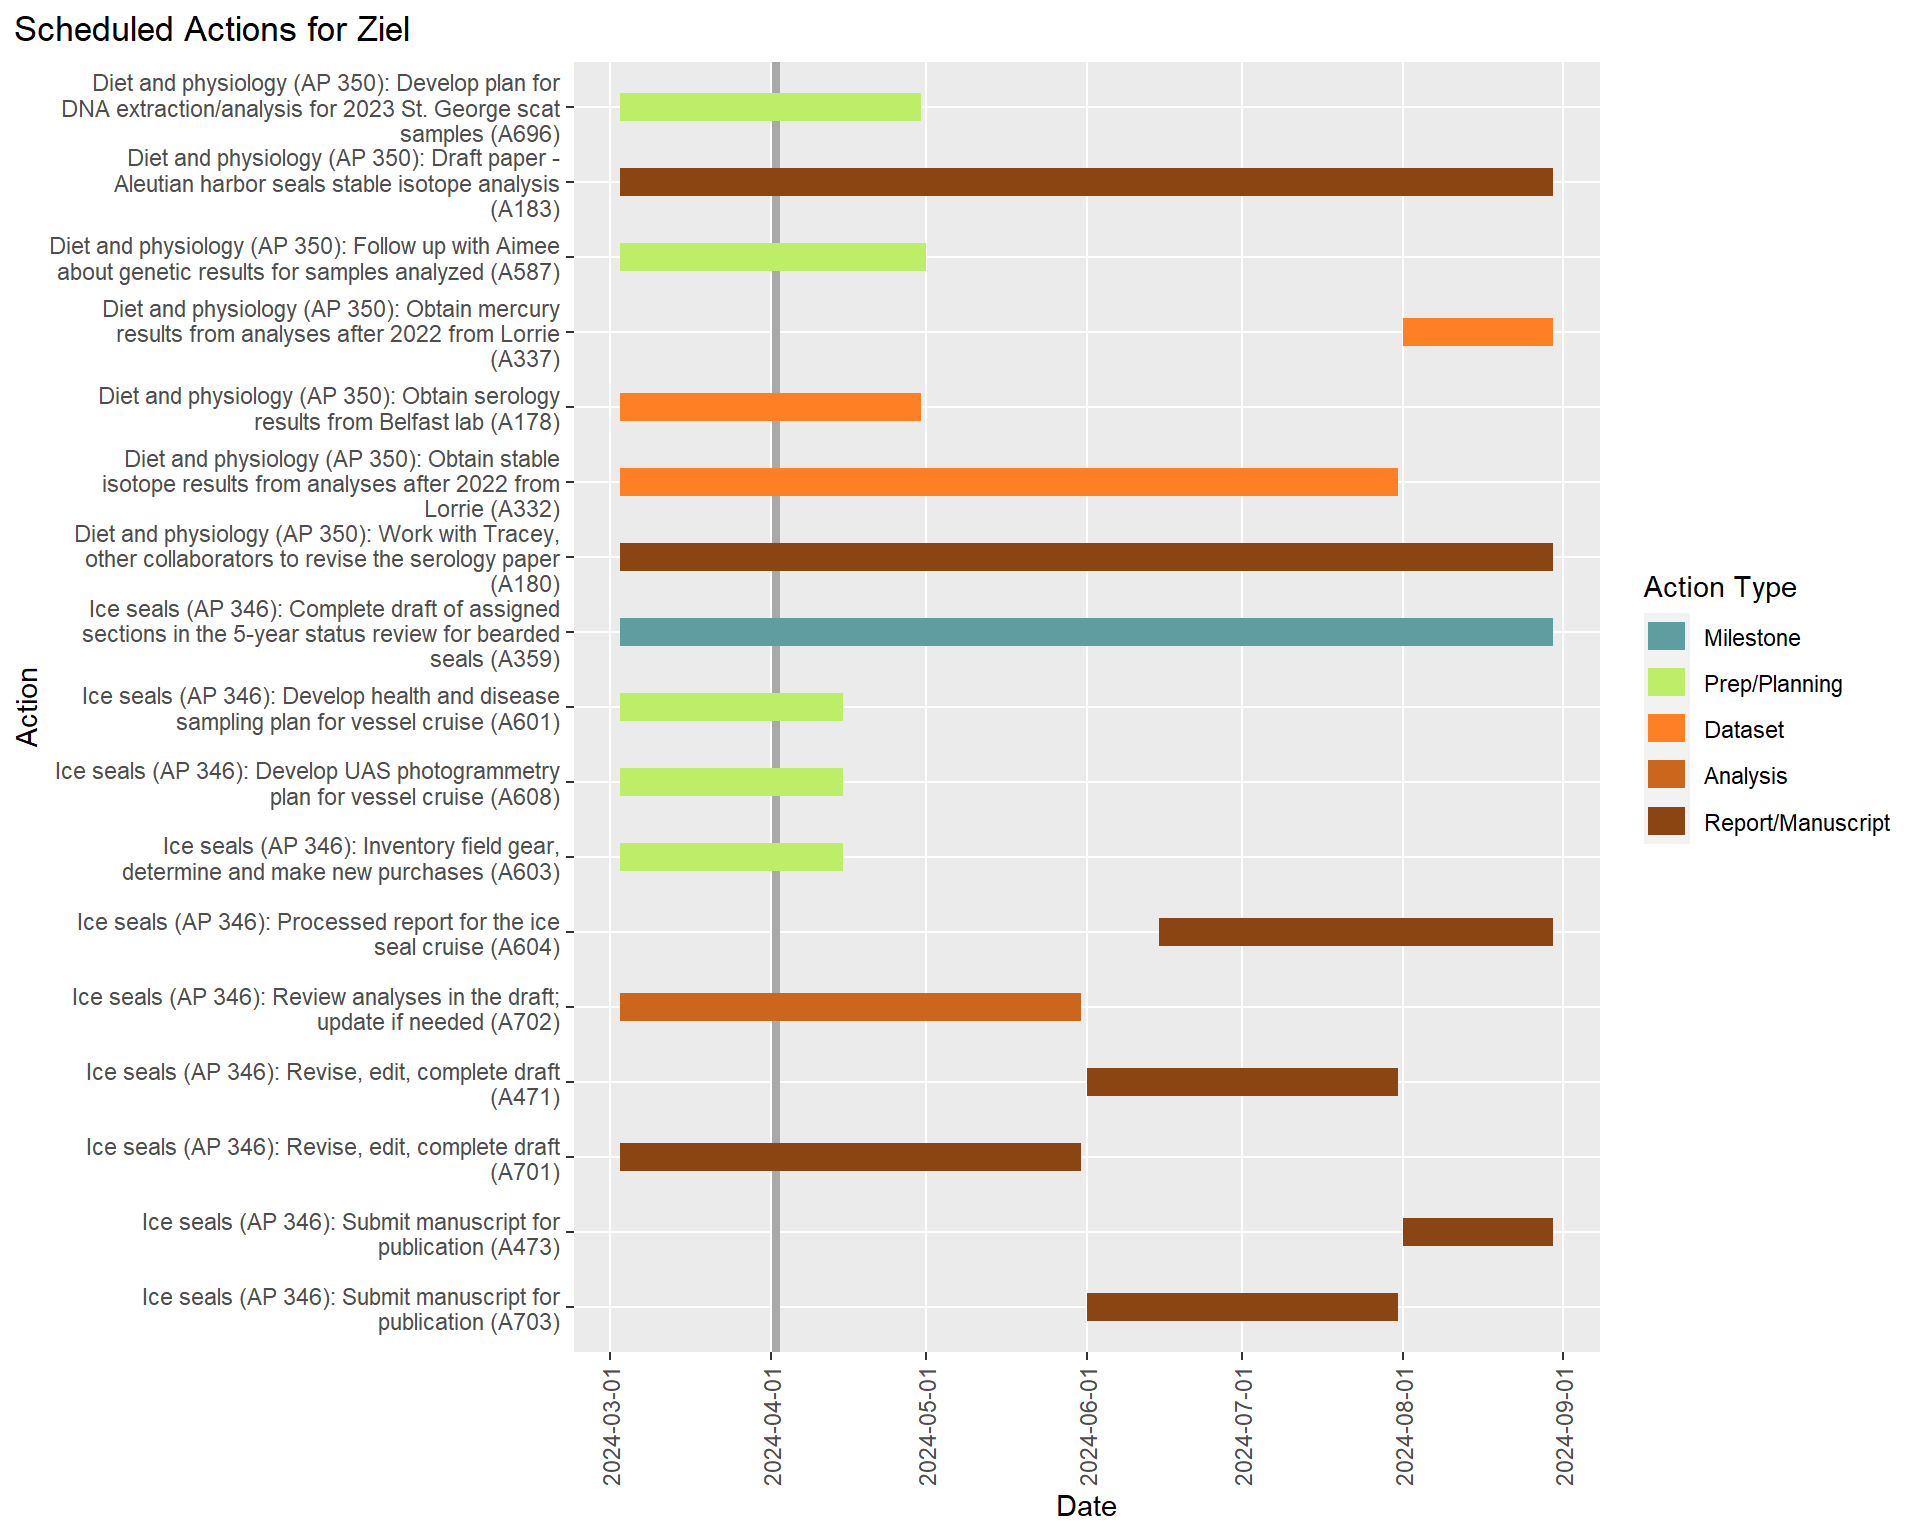 Scheduled Actions for Ziel
Diet and physiology (AP 350): Develop plan for
DNA extraction/analysis for 2023 St. George scat
samples (A696)
Diet and physiology (AP 350): Draft paper -
Aleutian harbor seals stable isotope analysis
(A183)
Diet and physiology (AP 350): Follow up with Aimee
about genetic results for samples analyzed (A587)
Diet and physiology (AP 350): Obtain mercury
results from analyses after 2022 from Lorrie
(A337)
Diet and physiology (AP 350): Obtain serology
results from Belfast lab (A178)
Diet and physiology (AP 350): Obtain stable
isotope results from analyses after 2022 from
Lorrie (A332)
Diet and physiology (AP 350): Work with Tracey,
other collaborators to revise the serology paper
(A180)
Ice seals (AP 346): Complete draft of assigned
sections in the 5-year status review for bearded
seals (A359)
Ice seals (AP 346): Develop health and disease
sampling plan for vessel cruise (A601)
Ice seals (AP 346): Develop UAS photogrammetry
plan for vessel cruise (A608)
Ice seals (AP 346): Inventory field gear,
determine and make new purchases (A603)
Ice seals (AP 346): Processed report for the ice
seal cruise (A604)
Ice seals (AP 346): Review analyses in the draft;
update if needed (A702)
Ice seals (AP 346): Revise, edit, complete draft
(A471)
Ice seals (AP 346): Revise, edit, complete draft
(A701)
Ice seals (AP 346): Submit manuscript for
publication (A473)
Ice seals (AP 346): Submit manuscript for
publication (A703)
Action
2024-03-01
2024-04-01
2024-05-01
2024-06-01
2024-07-01
2024-08-01
2024-09-01
Date
Action Type
Milestone
Prep/Planning
Dataset
Analysis
Report/Manuscript